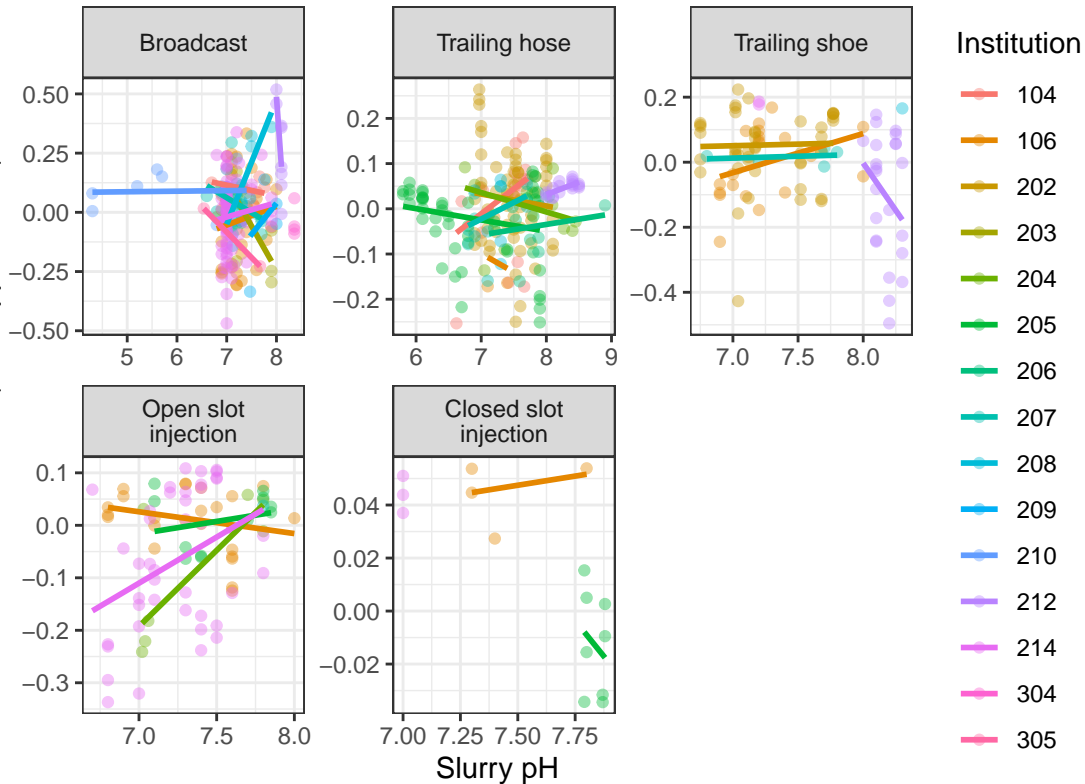 Broadcast
Trailing hose
Trailing shoe
0.50
0.25
0.00
−0.25
−0.50
5 6 7 8
0.2
0.1
0.0
−0.1
−0.2
6 7 8 9
0.2
0.0
−0.2
−0.4
7.0 7.5 8.0
Open slot
injection
Closed slot
injection
0.1
0.0
−0.1
−0.2
−0.3
7.0 7.5 8.0
0.04
0.02
0.00
−0.02
7.00 7.25 7.50 7.75
Slurry pH
Institution
104
106
202
203
204
205
206
207
208
209
210
212
214
304
305